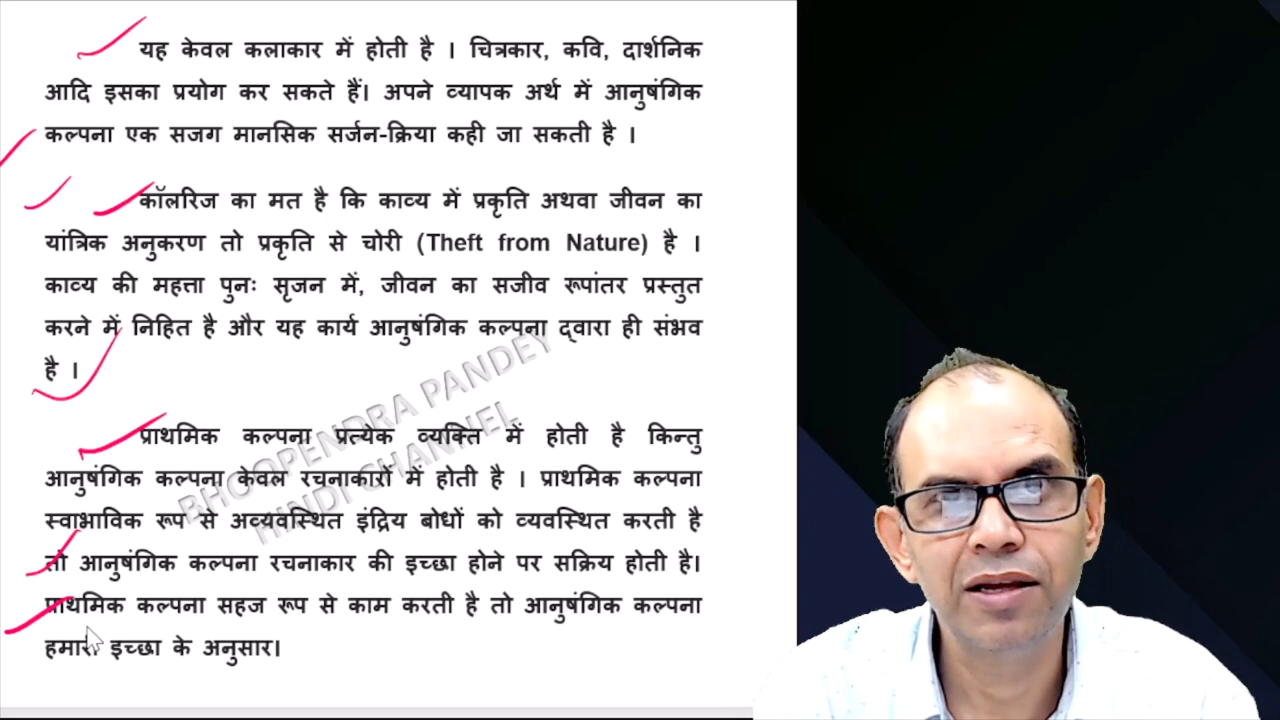 यह केवल कलाकार में होती है । चित्रकार, कवि, दार्शनिक
आदि इसका प्रयोग कर सकते हैं। अपने व्यापक अर्थ में आनुषंगिक
कल्पना एक सजग मानसिक सर्जन-क्रिया कही जा सकती है ।
कॉलरिज का मत है कि काव्य में प्रकृति अथवा जीवन का
यांत्रिक अनुकरण तो प्रकृति से चोरी (Theft from Nature) है ।
काव्य की महत्ता पुनः सृजन में, जीवन का सजीव रूपांतर प्रस्तुत
करने में निहित है और यह कार्य आनुषंगिक कल्पना द्वारा ही संभव
है ।
प्राथमिक कल्पना प्रत्येक व्यक्ति में होती है किन्तु
आनुषंगिक कल्पना केवल रचनाकारों में होती है । प्राथमिक कल्पना
स्वाभाविक रूप से अव्यवस्थित इंद्रिय बोधों को व्यवस्थित करती है
तो आनुषंगिक कल्पना रचनाकार की इच्छा होने पर सक्रिय होती है।
प्राथमिक कल्पना सहज रूप से काम करती है तो आनुषंगिक कल्पना
हमारी इच्छा के अनुसार।
BHOOPENDRA PANDEY
HINDI CHANNEL